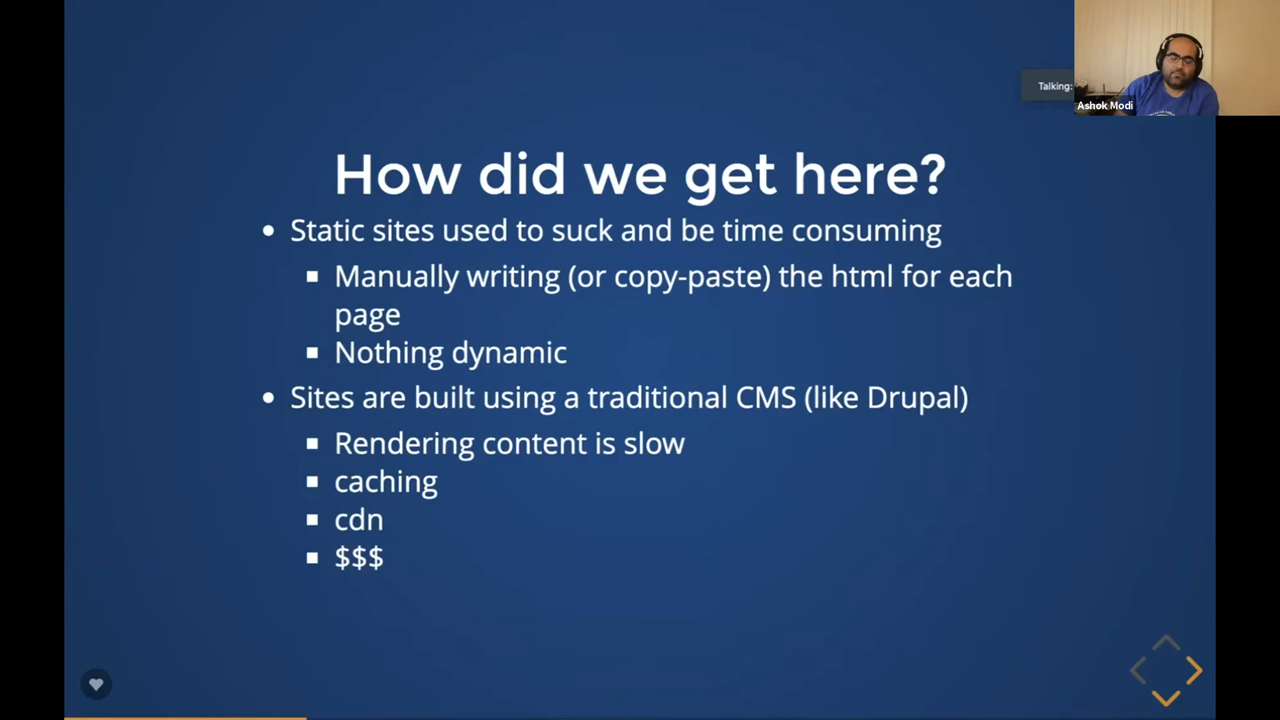 Talking:
Ashok Modi
How did we get here?
Static sites used to suck and be time consuming
Manually writing (or copy-paste) the html for each
page
Nothing dynamic
Sites are built using a traditional CMS (like Drupal)
Rendering content is slow
caching
cdn
$$$